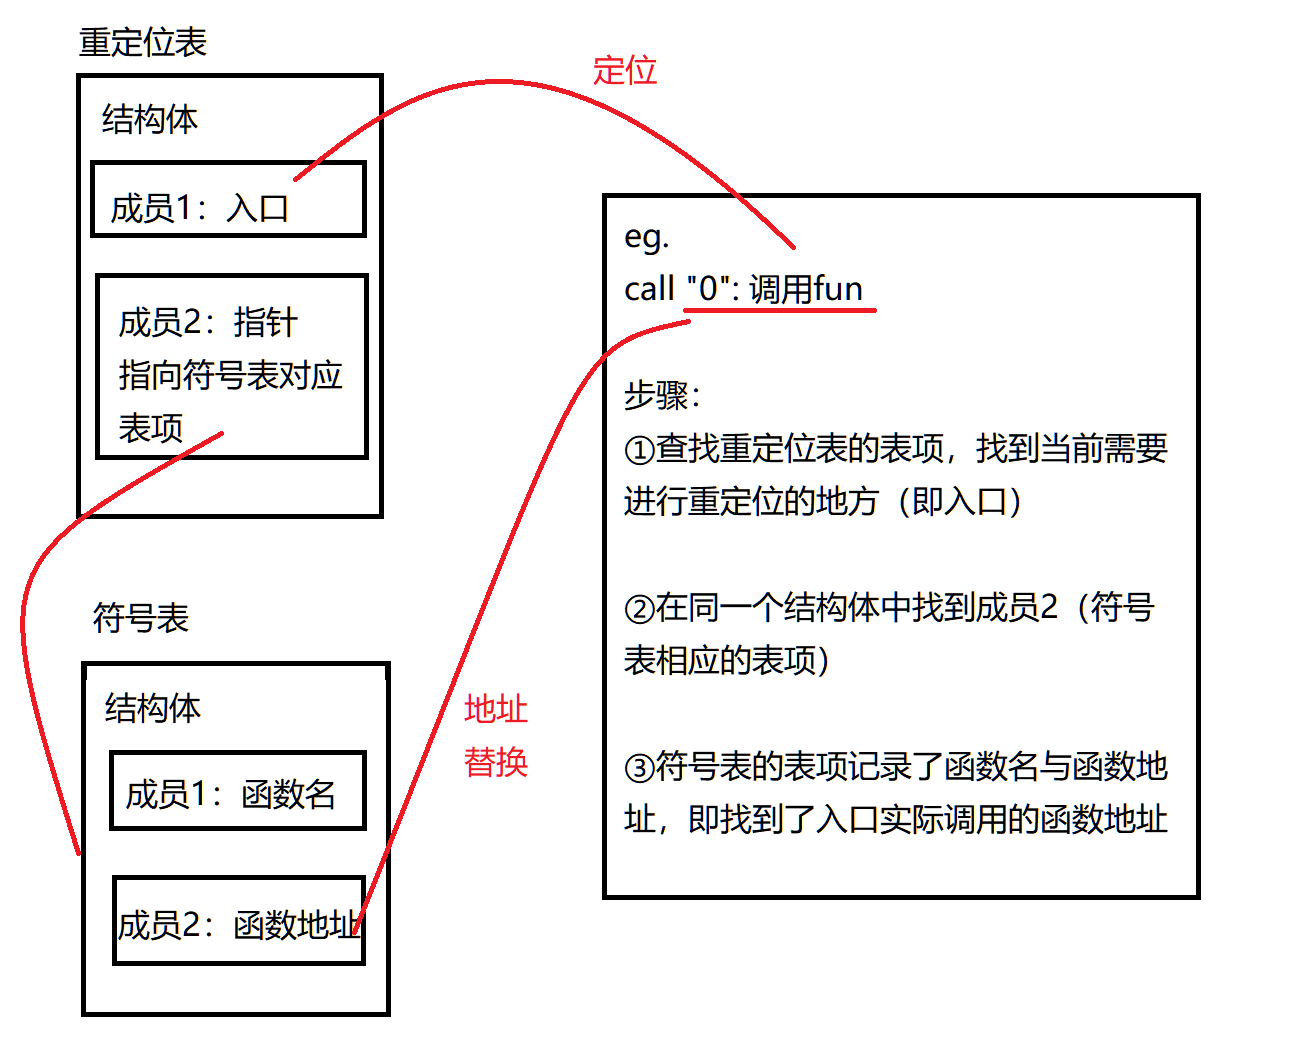 重定位表
结构体
成员1：入口
成员2：指针
指向符号表对应
表项
定位
eg.
call "0": 调用fun
步骤：
①查找重定位表的表项，找到当前需要
进行重定位的地方（即入口）
②在同一个结构体中找到成员2（符号
表相应的表项）
③符号表的表项记录了函数名与函数地
址，即找到了入口实际调用的函数地址
符号表
结构体
成员1：函数名
成员2：函数地址
地址
替换